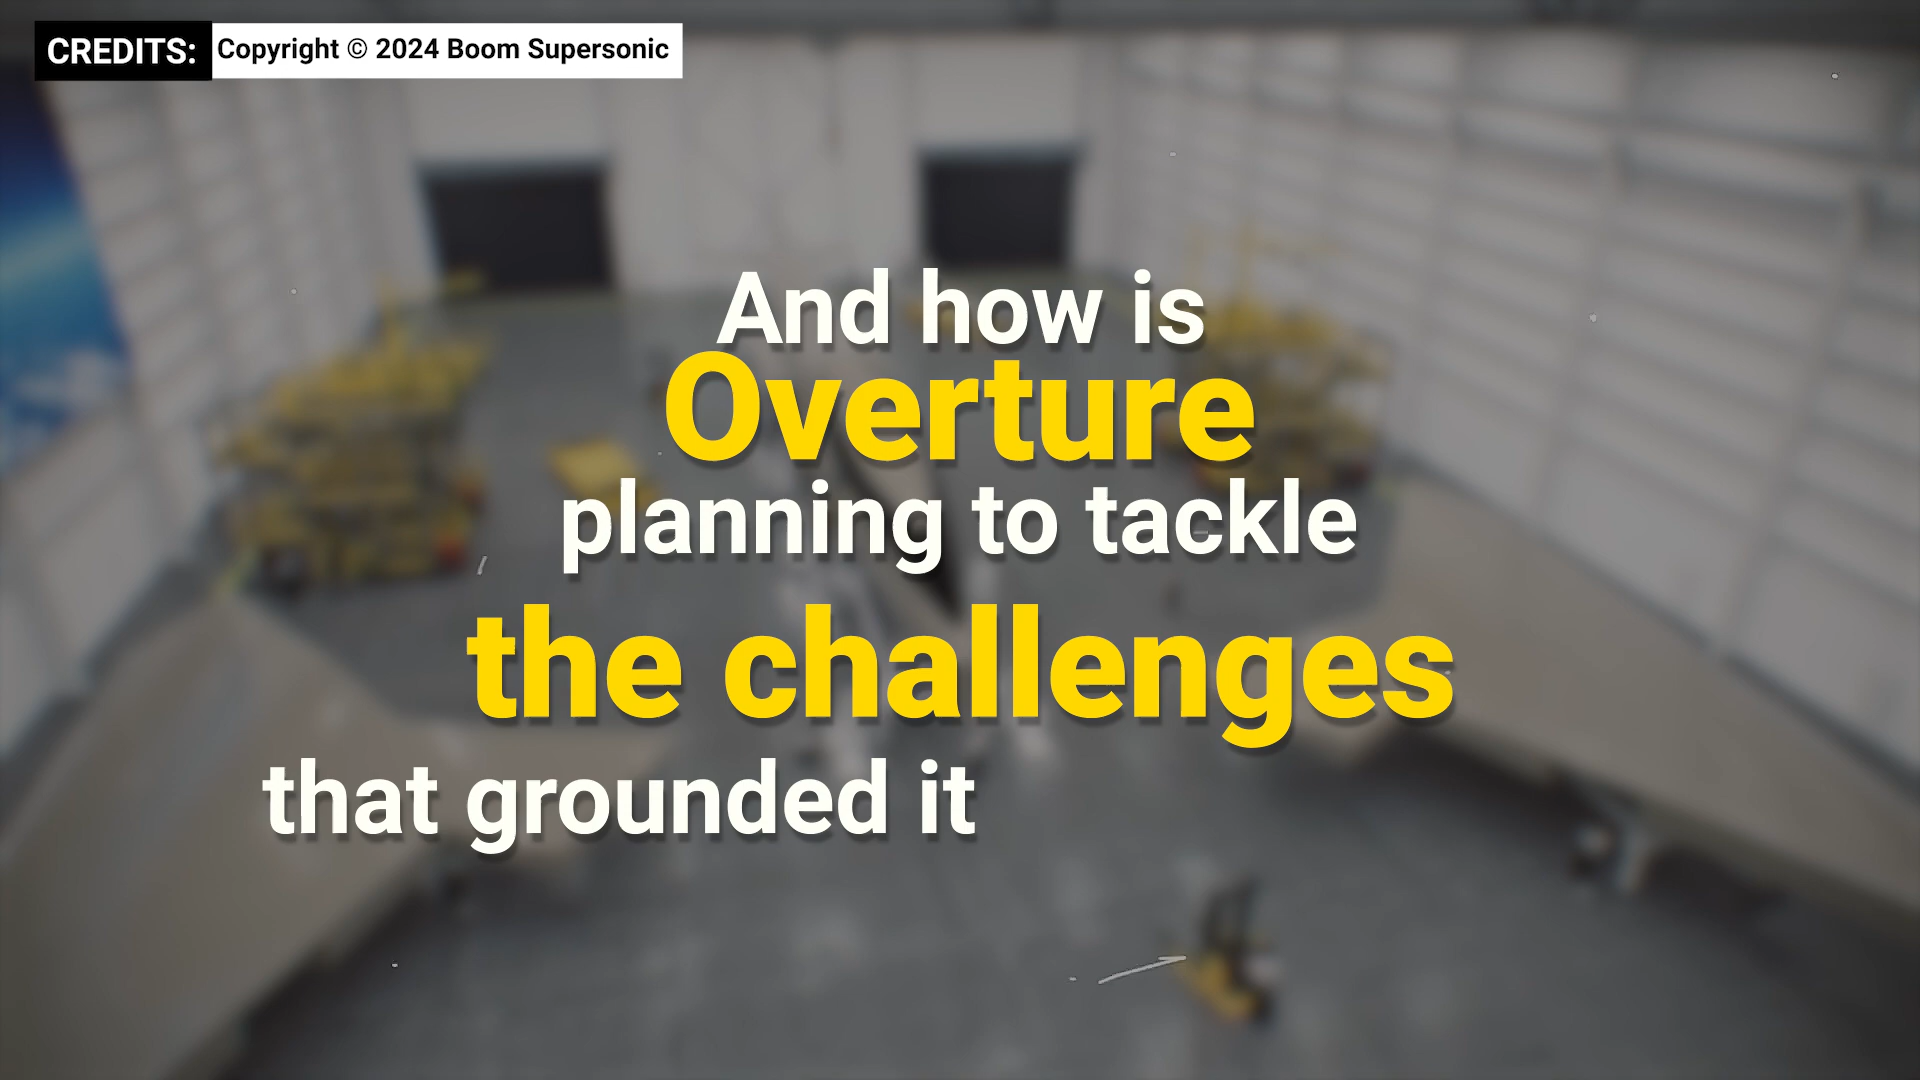 CREDITS: Copyright © 2024 Boom Supersonic
And how is
Overture
planning to tackle
the challenges
that grounded it